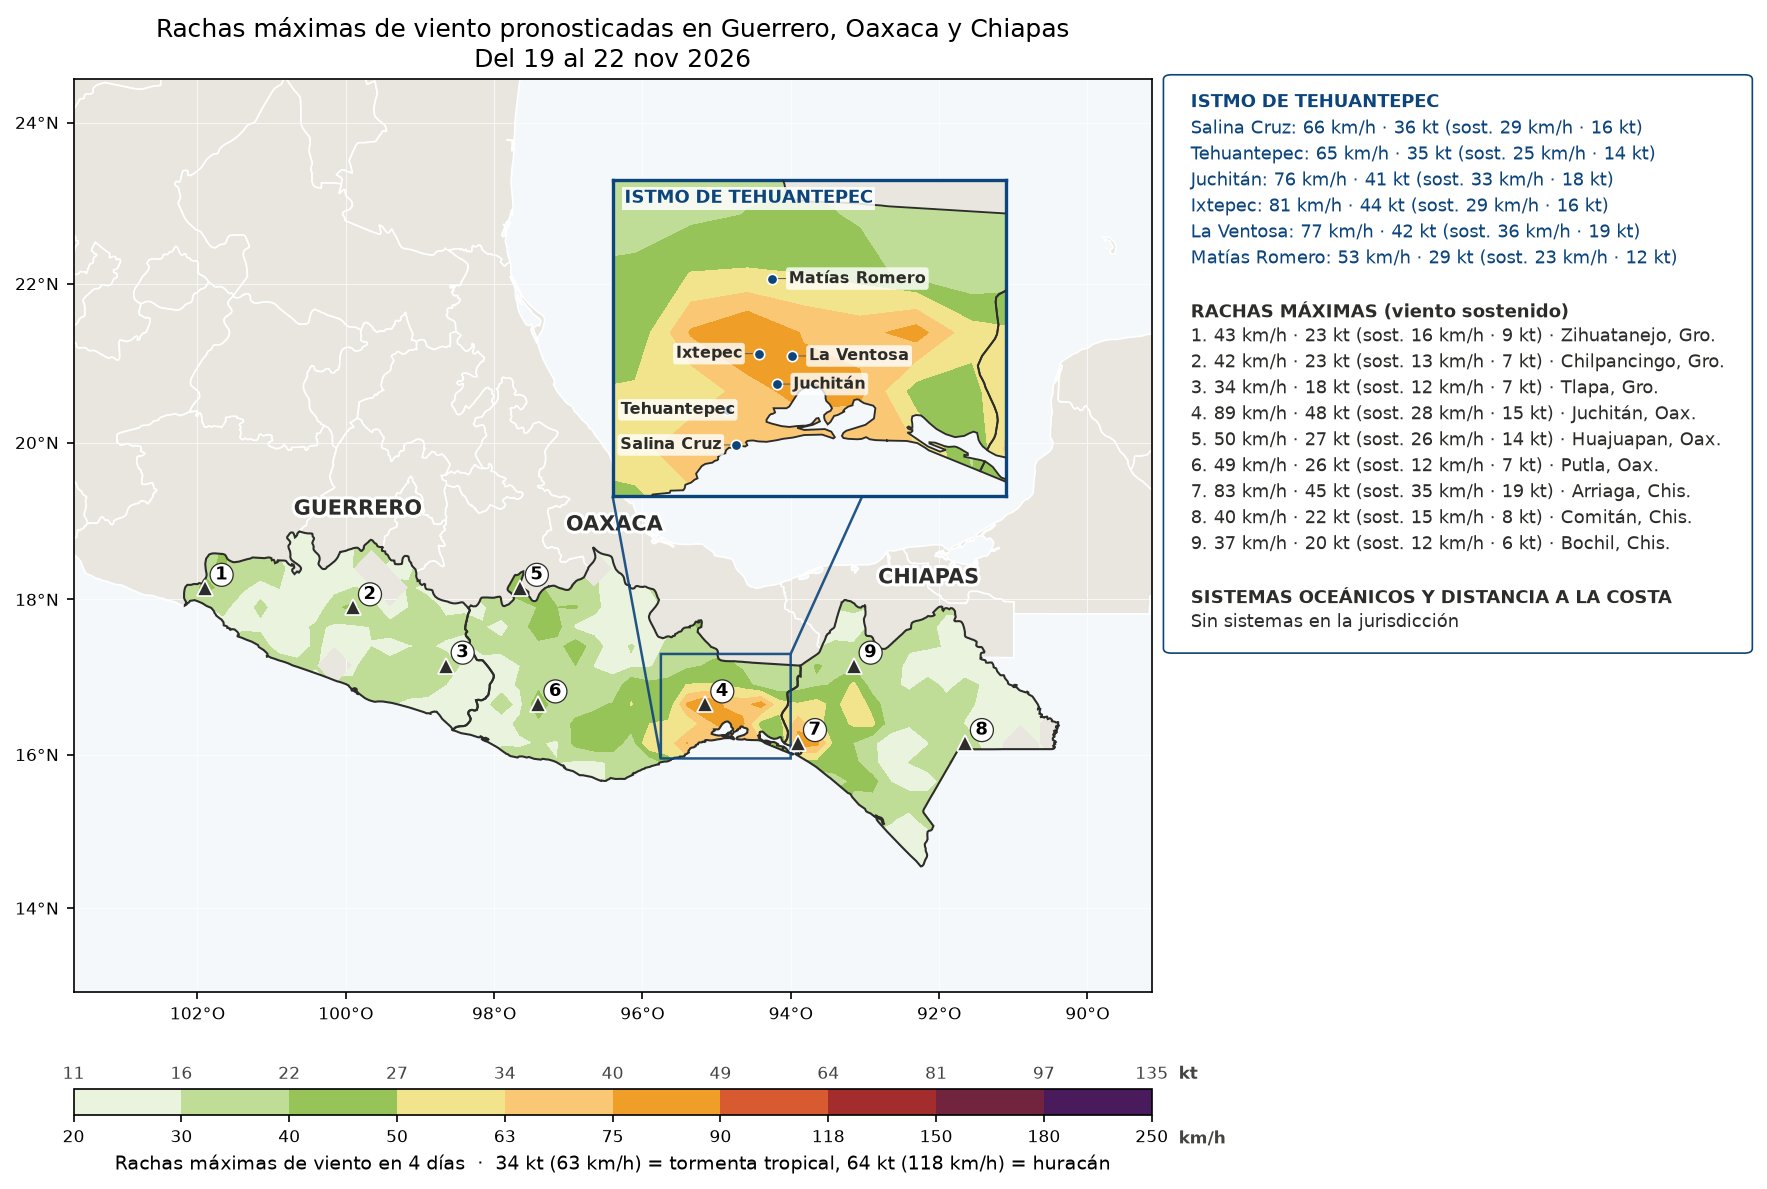 Rachas máximas de viento pronosticadas en Guerrero, Oaxaca y Chiapas
Del 19 al 22 nov 2026
24°N
22°N
20°N
18°N
16°N
14°N
102°O
100°O
98°O
96°O
94°O
92°O
90°O
GUERRERO
OAXACA
CHIAPAS
1
2
3
4
5
6
7
8
9
ISTMO DE TEHUANTEPEC
Matías Romero
Ixtepec
La Ventosa
Juchitán
Tehuantepec
Salina Cruz
ISTMO DE TEHUANTEPEC
Salina Cruz: 66 km/h · 36 kt (sost. 29 km/h · 16 kt)
Tehuantepec: 65 km/h · 35 kt (sost. 25 km/h · 14 kt)
Juchitán: 76 km/h · 41 kt (sost. 33 km/h · 18 kt)
Ixtepec: 81 km/h · 44 kt (sost. 29 km/h · 16 kt)
La Ventosa: 77 km/h · 42 kt (sost. 36 km/h · 19 kt)
Matías Romero: 53 km/h · 29 kt (sost. 23 km/h · 12 kt)
RACHAS MÁXIMAS (viento sostenido)
1. 43 km/h · 23 kt (sost. 16 km/h · 9 kt) · Zihuatanejo, Gro.
2. 42 km/h · 23 kt (sost. 13 km/h · 7 kt) · Chilpancingo, Gro.
3. 34 km/h · 18 kt (sost. 12 km/h · 7 kt) · Tlapa, Gro.
4. 89 km/h · 48 kt (sost. 28 km/h · 15 kt) · Juchitán, Oax.
5. 50 km/h · 27 kt (sost. 26 km/h · 14 kt) · Huajuapan, Oax.
6. 49 km/h · 26 kt (sost. 12 km/h · 7 kt) · Putla, Oax.
7. 83 km/h · 45 kt (sost. 35 km/h · 19 kt) · Arriaga, Chis.
8. 40 km/h · 22 kt (sost. 15 km/h · 8 kt) · Comitán, Chis.
9. 37 km/h · 20 kt (sost. 12 km/h · 6 kt) · Bochil, Chis.
SISTEMAS OCEÁNICOS Y DISTANCIA A LA COSTA
Sin sistemas en la jurisdicción
11 16 22 27 34 40 49 64 81 97 135 kt
20 30 40 50 63 75 90 118 150 180 250 km/h
Rachas máximas de viento en 4 días · 34 kt (63 km/h) = tormenta tropical, 64 kt (118 km/h) = huracán